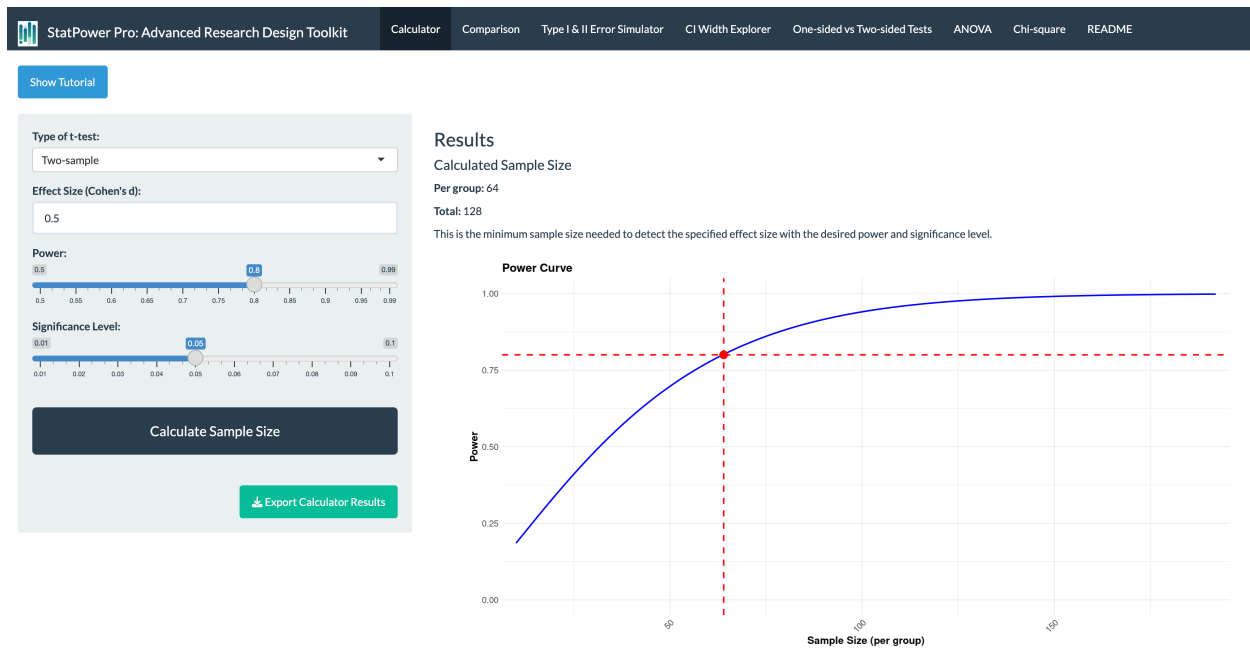 StatPower Pro: Advanced Research Design Toolkit
Calculator
Comparison
Type I & II Error Simulator
CI Width Explorer
One-sided vs Two-sided Tests
ANOVA
Chi-square
README
Show Tutorial
Type of t-test:
Two-sample
Effect Size (Cohen's d):
0.5
Power:
0.5 0.8 0.99
0.5 0.55 0.6 0.65 0.7 0.75 0.8 0.85 0.9 0.95 0.99
Significance Level:
0.01 0.05 0.1
0.01 0.02 0.03 0.04 0.05 0.06 0.07 0.08 0.09 0.1
Calculate Sample Size
Export Calculator Results
Results
Calculated Sample Size
Per group: 64
Total: 128
This is the minimum sample size needed to detect the specified effect size with the desired power and significance level.
Power Curve
1.00
0.75
0.50
0.25
0.00
Power
50 100 150
Sample Size (per group)